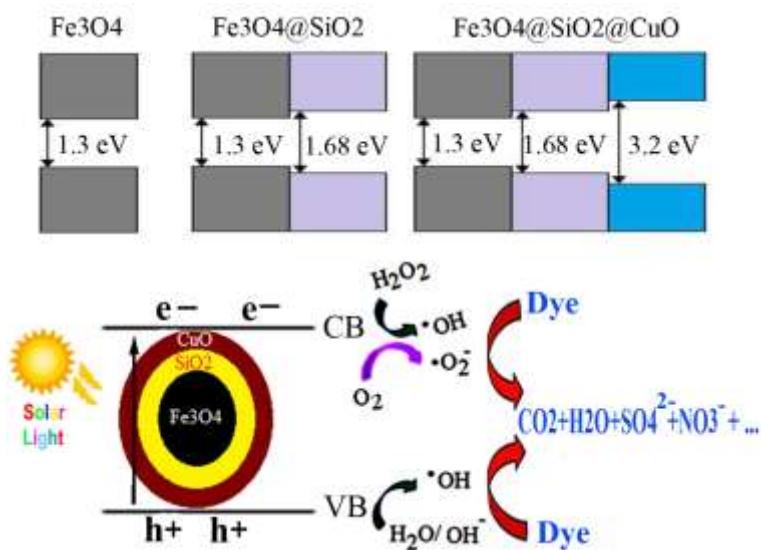 Fe3O4 Fe3O4@SiO2 Fe3O4@SiO2@CuO
1.3 eV 1.3 eV 1.68 eV 1.3 eV 1.68 eV 3.2 eV
H2O2
e− e− Dye
CB •OH
CuO
SiO2 •O2-
O2
Fe3O4
Solar
Light
CO2+H2O+SO4^2-+NO3^-+ ...
•OH
VB
h+ h+ H2O/ OH^-
Dye